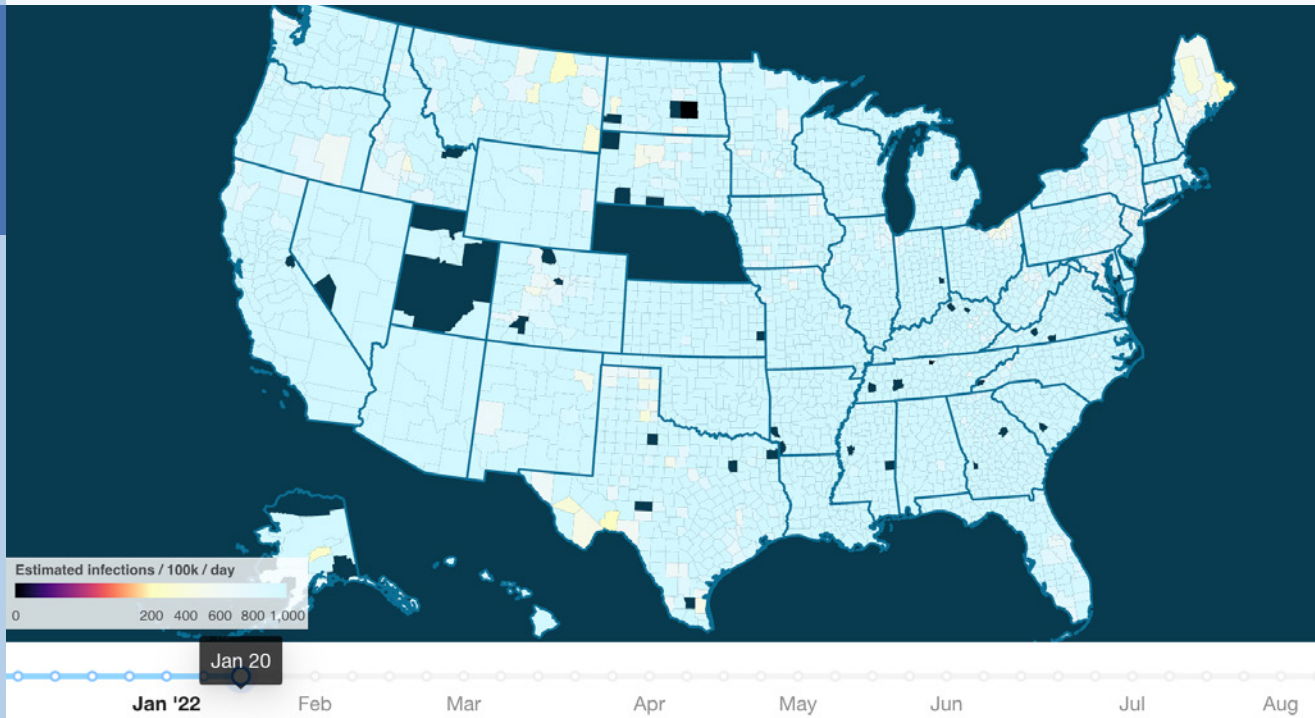 Estimated infections / 100k / day
0 200 400 600 800 1,000
Jan 20
Jan '22 Feb Mar Apr May Jun Jul Aug